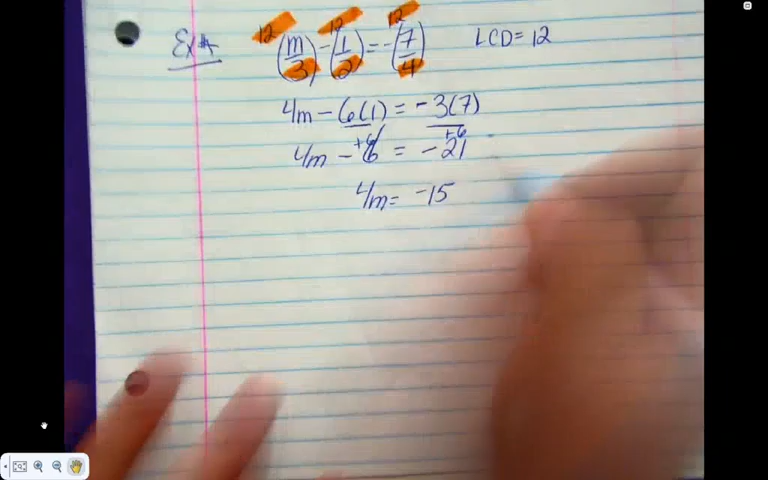 Ex* 12(m/3) - 12(1/2) = -12(7/4) LCD = 12
4m - 6(1) = -3(7)
+6 +6
4m - 6 = -21
4m = -15